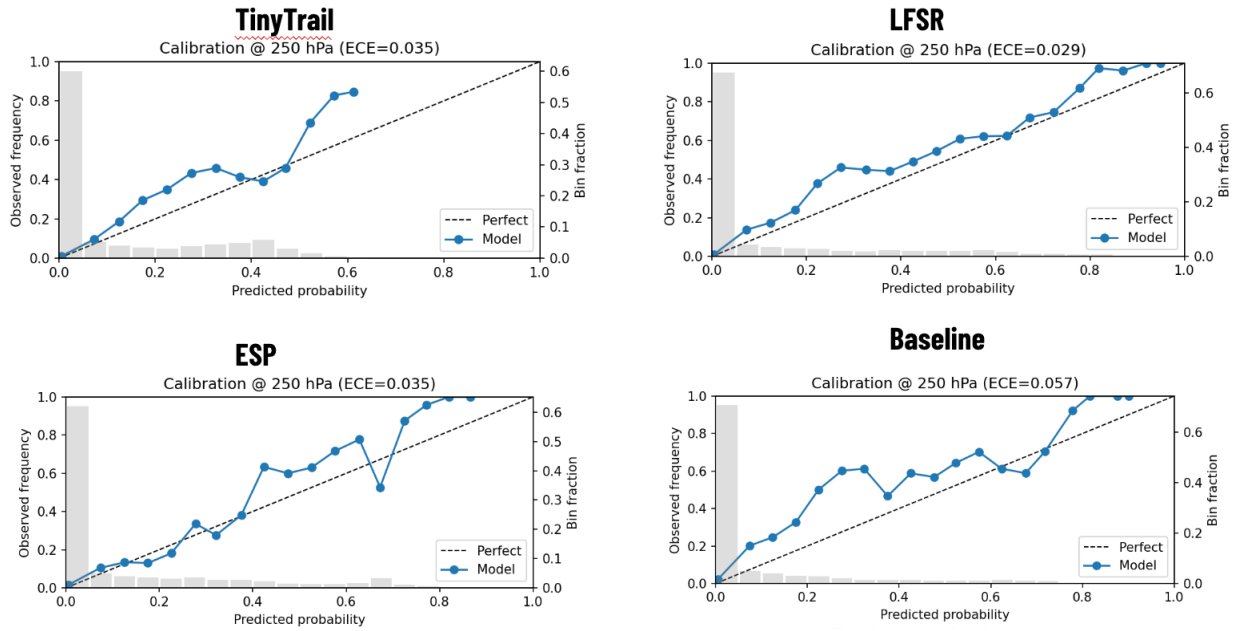 TinyTrail
Calibration @ 250 hPa (ECE=0.035)
Observed frequency
1.0
0.8
0.6
0.4
0.2
0.0
0.0 0.2 0.4 0.6 0.8 1.0
Predicted probability
0.6
0.5
0.4
0.3
0.2
0.1
0.0
Bin fraction
Perfect
Model
LFSR
Calibration @ 250 hPa (ECE=0.029)
Observed frequency
1.0
0.8
0.6
0.4
0.2
0.0
0.0 0.2 0.4 0.6 0.8 1.0
Predicted probability
0.6
0.4
0.2
0.0
Bin fraction
Perfect
Model
ESP
Calibration @ 250 hPa (ECE=0.035)
Observed frequency
1.0
0.8
0.6
0.4
0.2
0.0
0.0 0.2 0.4 0.6 0.8 1.0
Predicted probability
0.6
0.5
0.4
0.3
0.2
0.1
0.0
Bin fraction
Perfect
Model
Baseline
Calibration @ 250 hPa (ECE=0.057)
Observed frequency
1.0
0.8
0.6
0.4
0.2
0.0
0.0 0.2 0.4 0.6 0.8 1.0
Predicted probability
0.6
0.4
0.2
0.0
Bin fraction
Perfect
Model